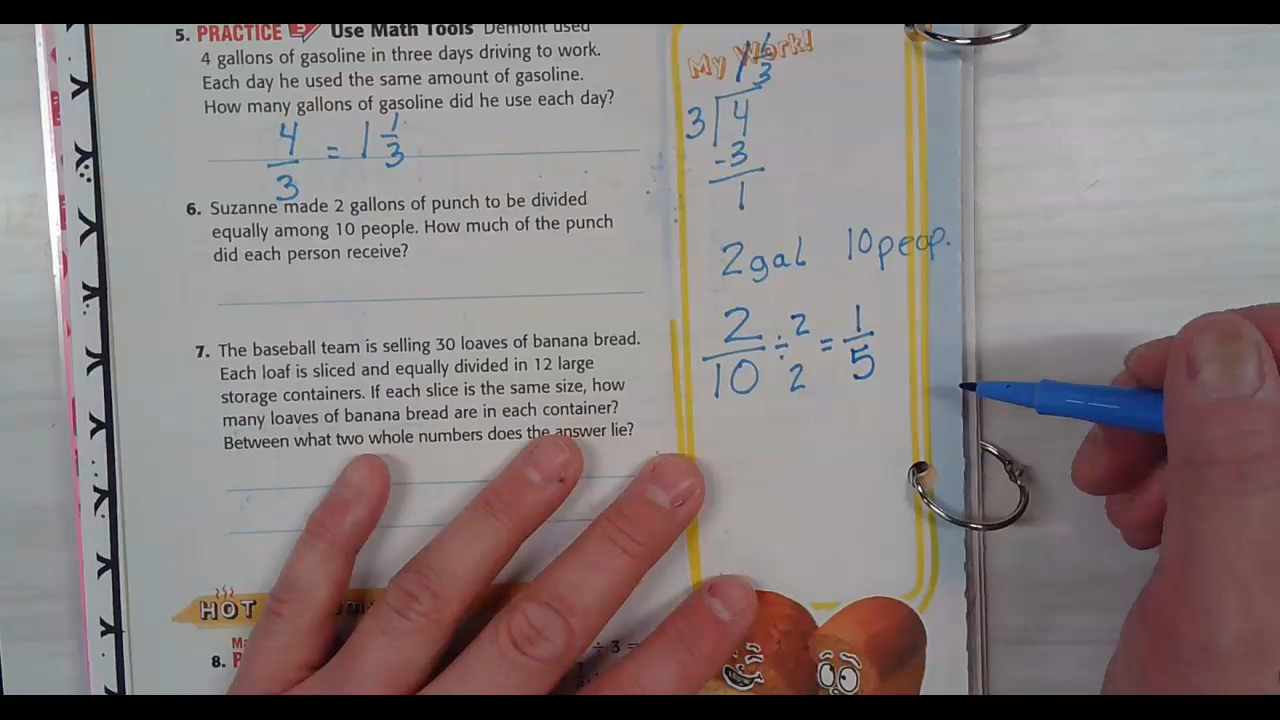 5. PRACTICE Use Math Tools Demont used
4 gallons of gasoline in three days driving to work.
Each day he used the same amount of gasoline.
How many gallons of gasoline did he use each day?
4/3 = 1 1/3
6. Suzanne made 2 gallons of punch to be divided
equally among 10 people. How much of the punch
did each person receive?
7. The baseball team is selling 30 loaves of banana bread.
Each loaf is sliced and equally divided in 12 large
storage containers. If each slice is the same size, how
many loaves of banana bread are in each container?
Between what two whole numbers does the answer lie?
HOT
8.
÷ 3 =
My Work!
1 1/3
3 4
-3
1
2gal 10peop.
2/10 ÷ 2/2 = 1/5